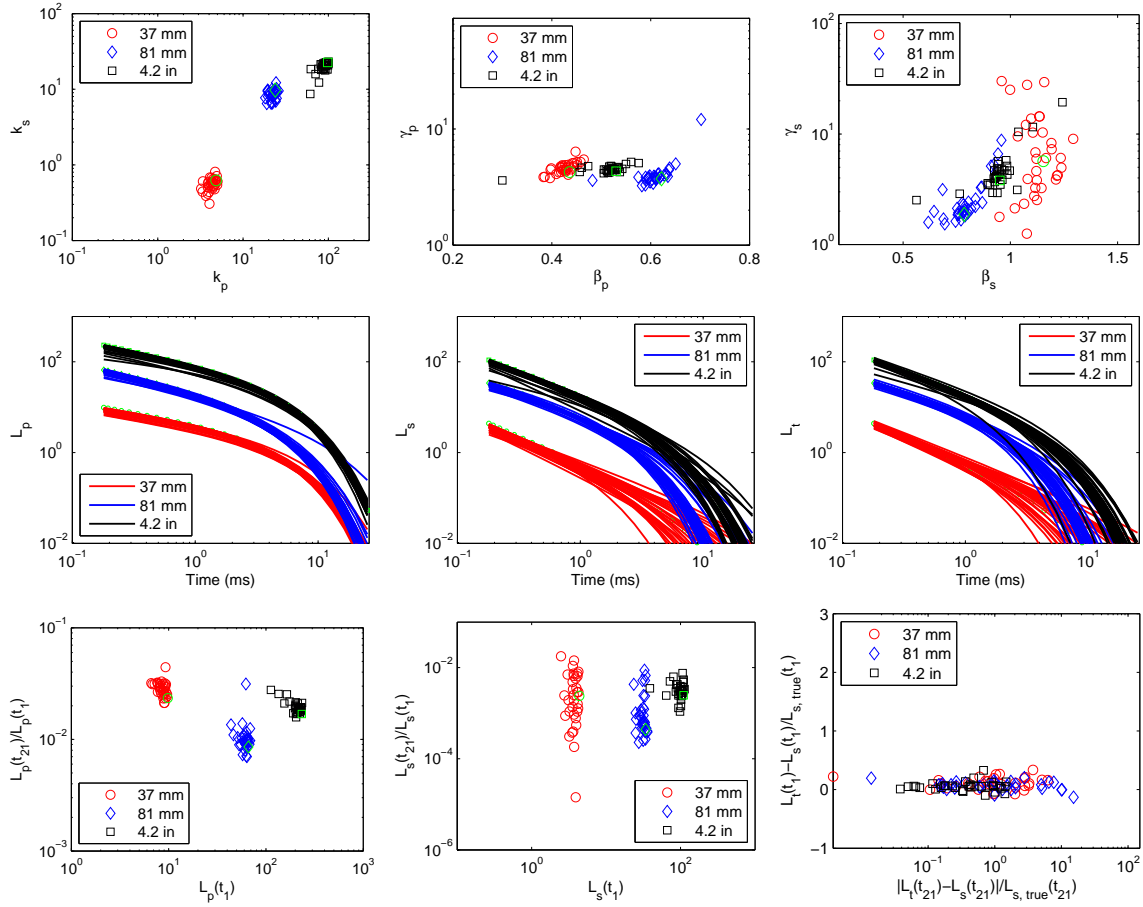 37 mm
81 mm
4.2 in
10^2
10^1
10^0
10^-1
10^-1
10^0
10^1
10^2
k_s
k_p
37 mm
81 mm
4.2 in
10^1
10^0
0.2
0.4
0.6
0.8
γ_p
β_p
37 mm
81 mm
4.2 in
10^2
10^1
10^0
0.5
1
1.5
γ_s
β_s
10^2
10^0
10^-2
10^-1
10^0
10^1
L_p
Time (ms)
37 mm
81 mm
4.2 in
10^2
10^0
10^-2
10^-1
10^0
10^1
L_s
Time (ms)
37 mm
81 mm
4.2 in
10^2
10^0
10^-2
10^-1
10^0
10^1
L_t
Time (ms)
37 mm
81 mm
4.2 in
10^-1
10^-2
10^-3
10^0
10^1
10^2
10^3
L_p(t_21)/L_p(t_1)
L_p(t_1)
37 mm
81 mm
4.2 in
10^-2
10^-4
10^-6
10^0
10^2
L_s(t_21)/L_s(t_1)
L_s(t_1)
37 mm
81 mm
4.2 in
3
2
1
0
−1
10^-1
10^0
10^1
10^2
L_t(t_1)−L_s(t_1)/L_s, true(t_1)
|L_t(t_21)−L_s(t_21)|/L_s, true(t_21)
37 mm
81 mm
4.2 in